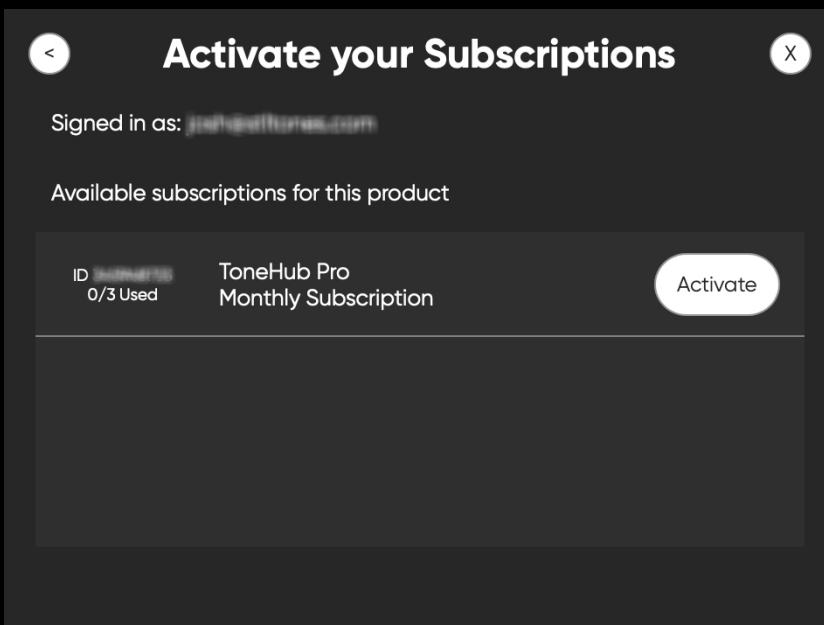 <
Activate your Subscriptions
X
Signed in as:
Available subscriptions for this product
ID
0/3 Used
ToneHub Pro
Monthly Subscription
Activate